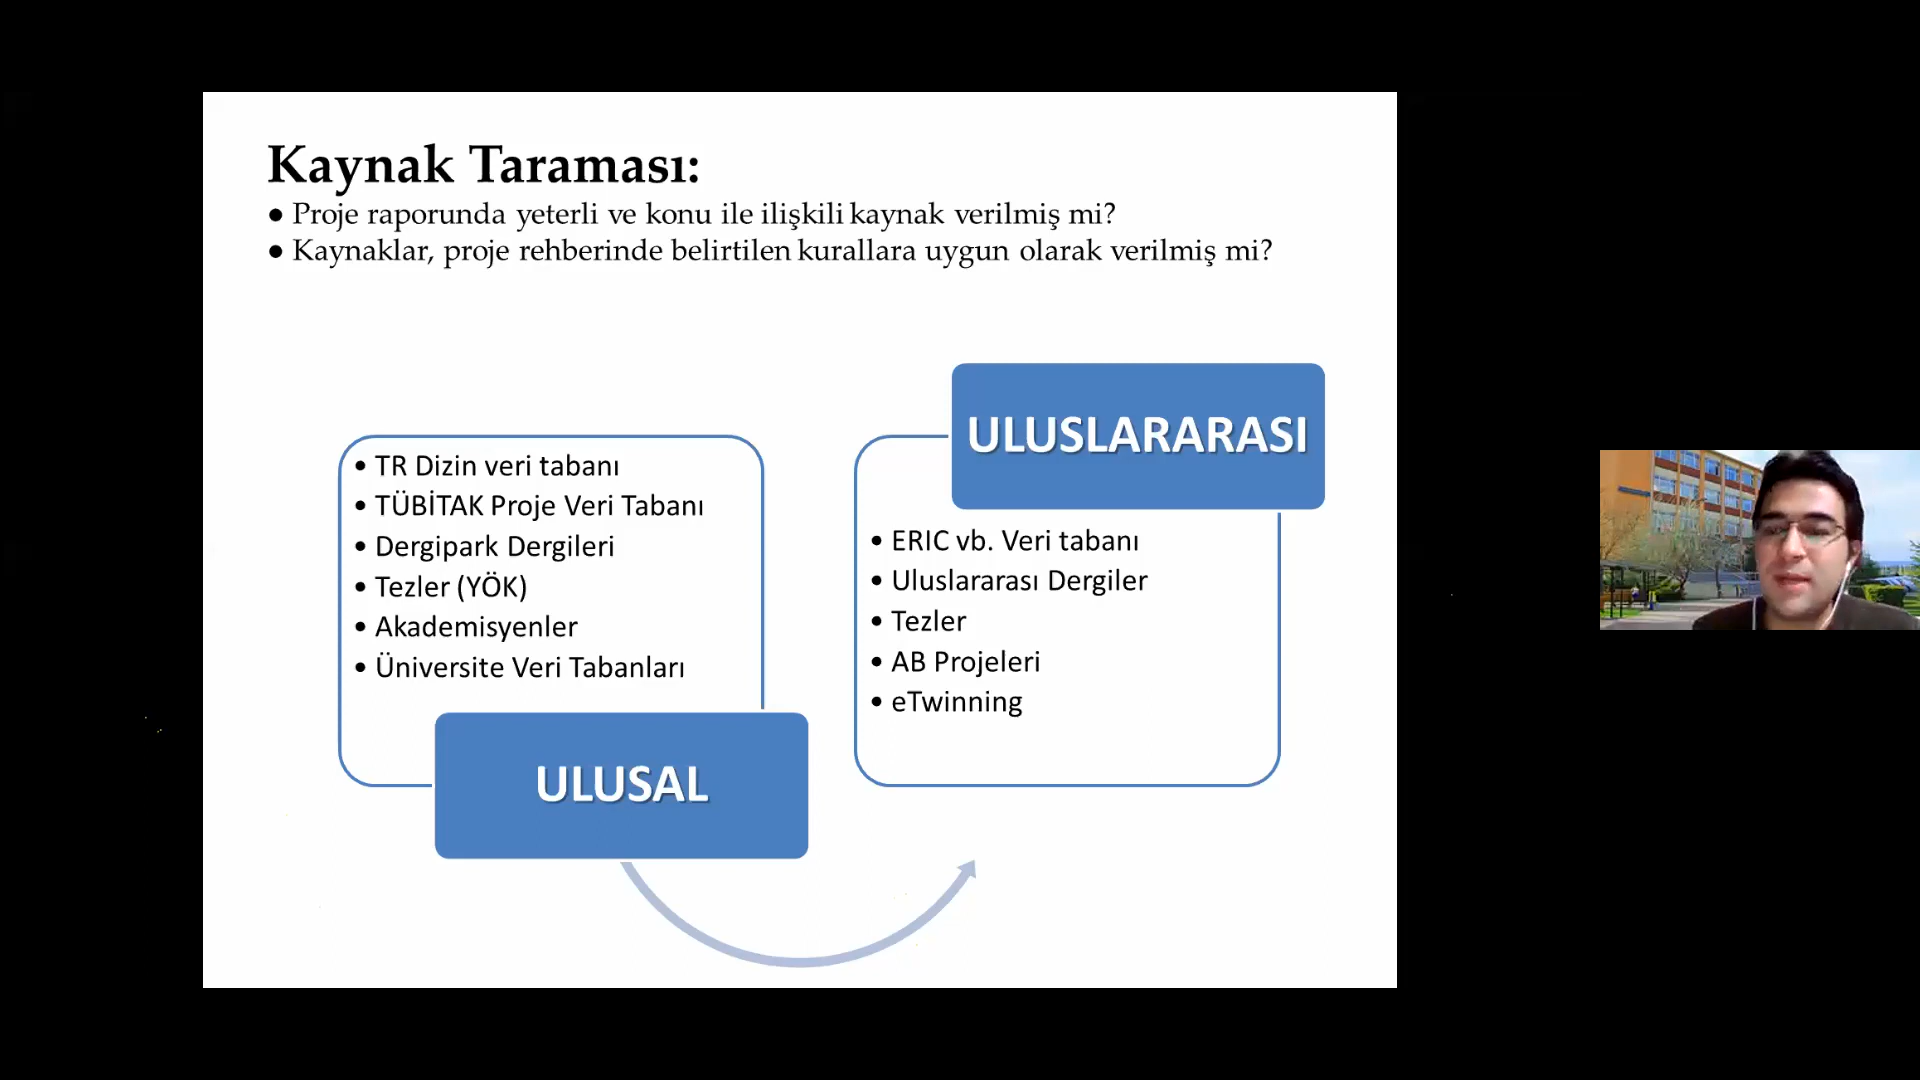 Kaynak Taraması:
● Proje raporunda yeterli ve konu ile ilişkili kaynak verilmiş mi?
● Kaynaklar, proje rehberinde belirtilen kurallara uygun olarak verilmiş mi?
• TR Dizin veri tabanı
• TÜBİTAK Proje Veri Tabanı
• Dergipark Dergileri
• Tezler (YÖK)
• Akademisyenler
• Üniversite Veri Tabanları
ULUSAL
ULUSLARARASI
• ERIC vb. Veri tabanı
• Uluslararası Dergiler
• Tezler
• AB Projeleri
• eTwinning